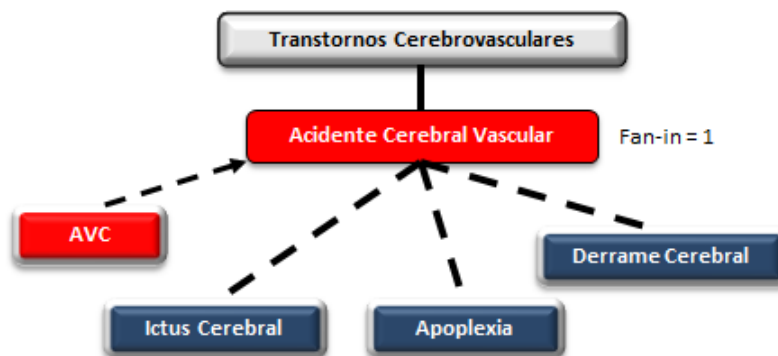 Transtornos Cerebrovasculares
Acidente Cerebral Vascular
Fan-in = 1
AVC
Derrame Cerebral
Ictus Cerebral
Apoplexia